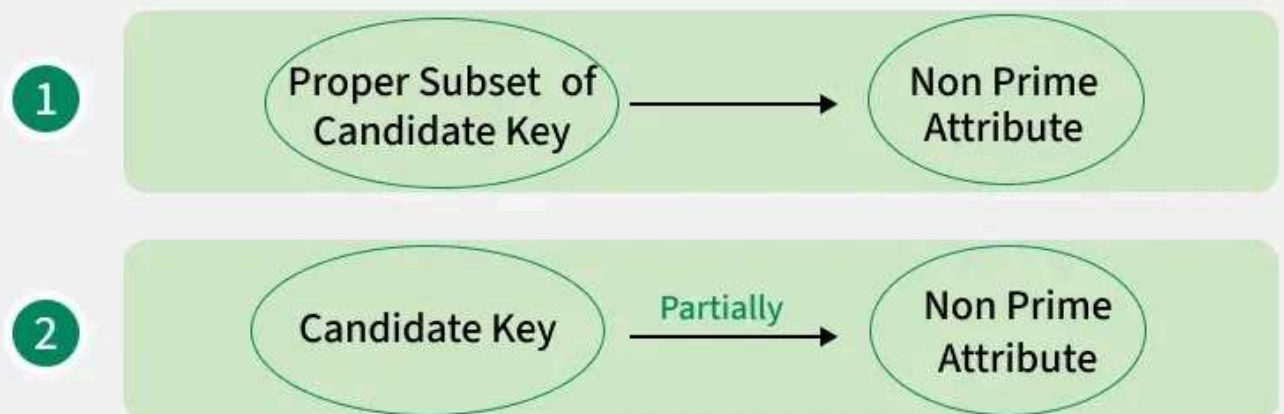 1
Proper Subset of
Candidate Key
Non Prime
Attribute
2
Candidate Key
Partially
Non Prime
Attribute